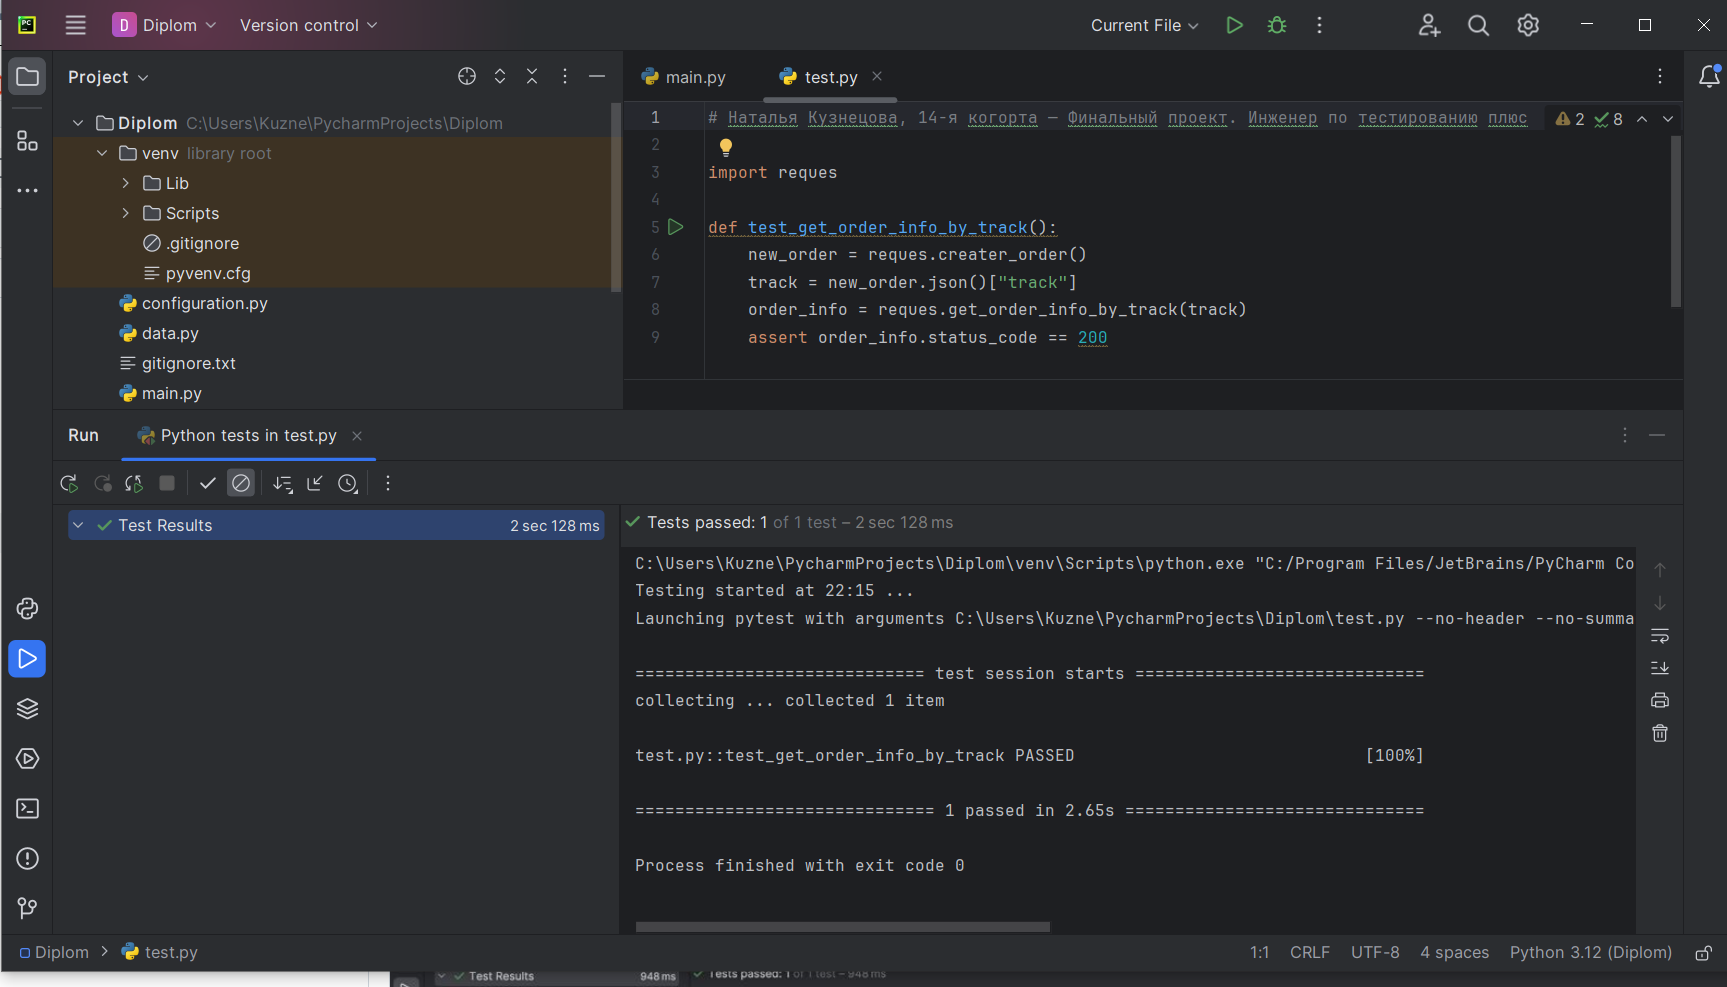 PC
D Diplom
Version control
Current File
Project
main.py
test.py
Diplom C:\Users\Kuzne\PycharmProjects\Diplom
venv library root
Lib
Scripts
.gitignore
pyvenv.cfg
configuration.py
data.py
gitignore.txt
main.py
1 # Наталья Кузнецова, 14-я когорта — Финальный проект. Инженер по тестированию плюс
2 8
2
3 import reques
4
5 def test_get_order_info_by_track():
6 new_order = reques.creater_order()
7 track = new_order.json()["track"]
8 order_info = reques.get_order_info_by_track(track)
9 assert order_info.status_code == 200
Run
Python tests in test.py
Test Results 2 sec 128 ms
Tests passed: 1 of 1 test – 2 sec 128 ms
C:\Users\Kuzne\PycharmProjects\Diplom\venv\Scripts\python.exe "C:/Program Files/JetBrains/PyCharm Co
Testing started at 22:15 ...
Launching pytest with arguments C:\Users\Kuzne\PycharmProjects\Diplom\test.py --no-header --no-summa
============================= test session starts =============================
collecting ... collected 1 item
test.py::test_get_order_info_by_track PASSED [100%]
============================== 1 passed in 2.65s ==============================
Process finished with exit code 0
Diplom > test.py
1:1 CRLF UTF-8 4 spaces Python 3.12 (Diplom)
Test Results 948 ms
Tests passed: 1 of 1 test – 948 ms